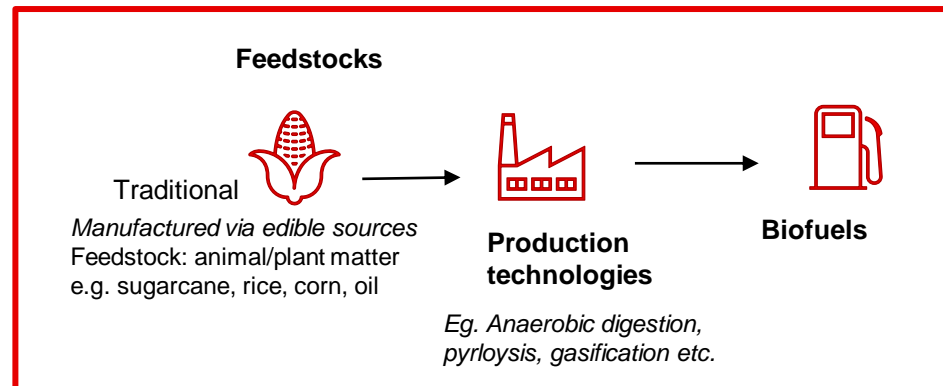 Feedstocks
Traditional
Manufactured via edible sources
Feedstock: animal/plant matter
e.g. sugarcane, rice, corn, oil
Production
technologies
Eg. Anaerobic digestion,
pyrloysis, gasification etc.
Biofuels